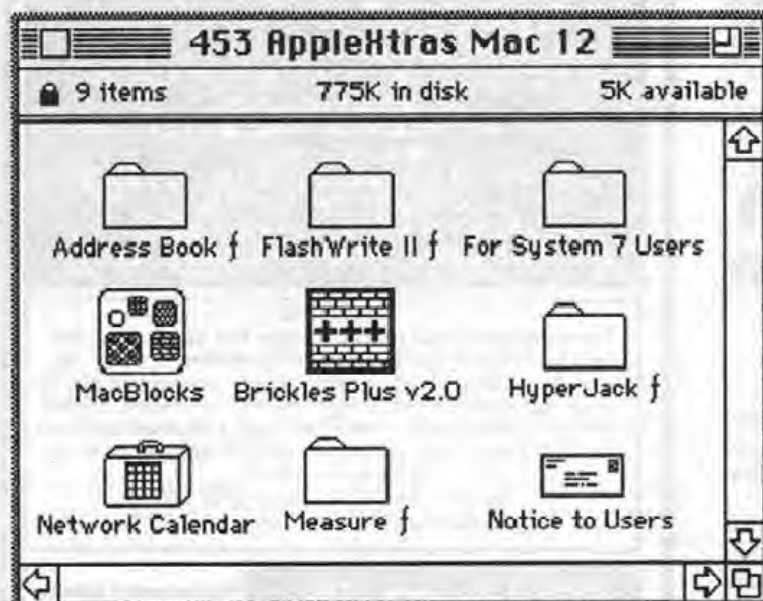 453 AppleXtras Mac 12
9 items 775K in disk 5K available
Address Book ƒ FlashWrite II ƒ For System 7 Users
MacBlocks Brickles Plus v2.0 HyperJack ƒ
Network Calendar Measure ƒ Notice to Users